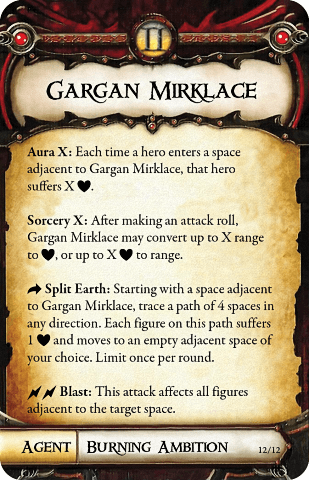 II
GARGAN MIRKLACE
Aura X: Each time a hero enters a space
adjacent to Gargan Mirklace, that hero
suffers X ♥.
Sorcery X: After making an attack roll,
Gargan Mirklace may convert up to X range
to ♥, or up to X ♥ to range.
Split Earth: Starting with a space adjacent
to Gargan Mirklace, trace a path of 4 spaces
in any direction. Each figure on this path suffers
1 ♥ and moves to an empty adjacent space of
your choice. Limit once per round.
Blast: This attack affects all figures
adjacent to the target space.
AGENT BURNING AMBITION 12/12